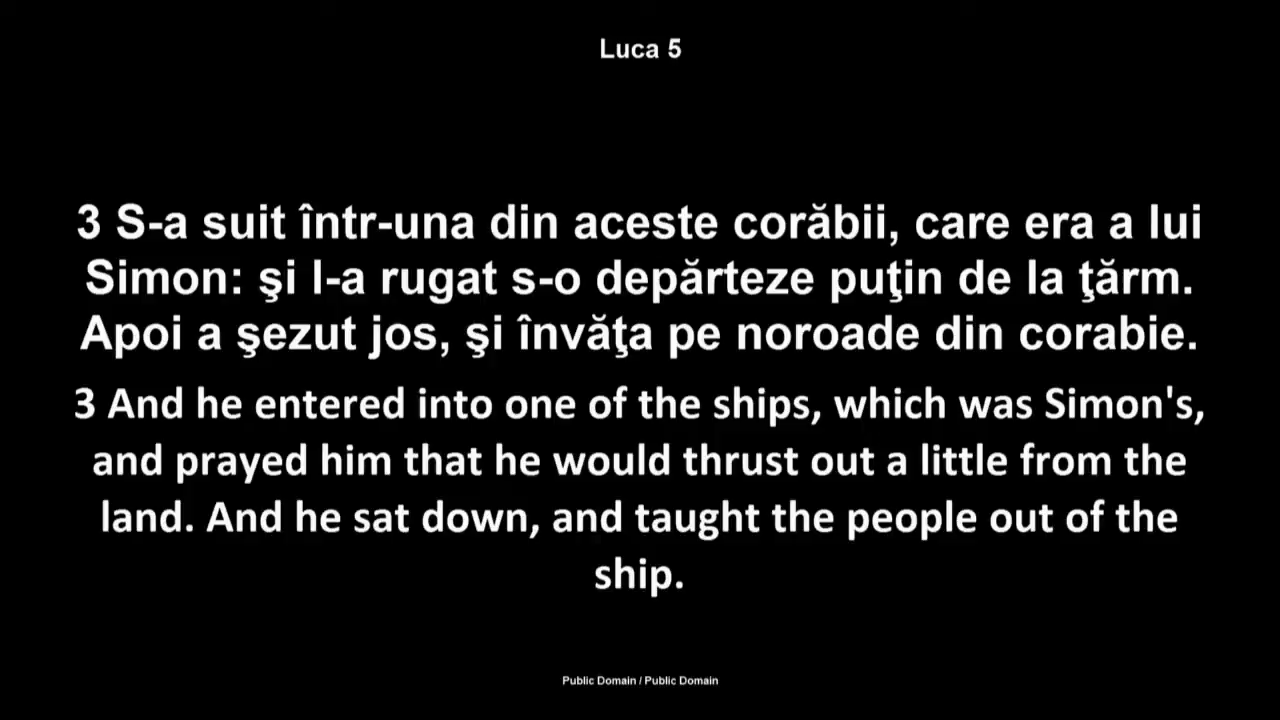 Luca 5
3 S-a suit într-una din aceste corăbii, care era a lui
Simon: şi l-a rugat s-o depărteze puţin de la ţărm.
Apoi a şezut jos, şi învăţa pe noroade din corabie.
3 And he entered into one of the ships, which was Simon's,
and prayed him that he would thrust out a little from the
land. And he sat down, and taught the people out of the
ship.
Public Domain / Public Domain